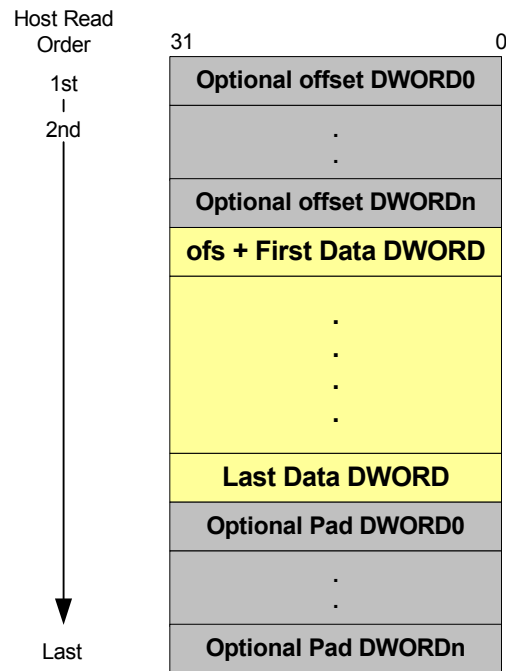 Host Read
Order
31
0
1st
2nd
Optional offset DWORD0
.
.
Optional offset DWORDn
ofs + First Data DWORD
.
.
.
.
Last Data DWORD
Optional Pad DWORD0
.
.
Last
Optional Pad DWORDn